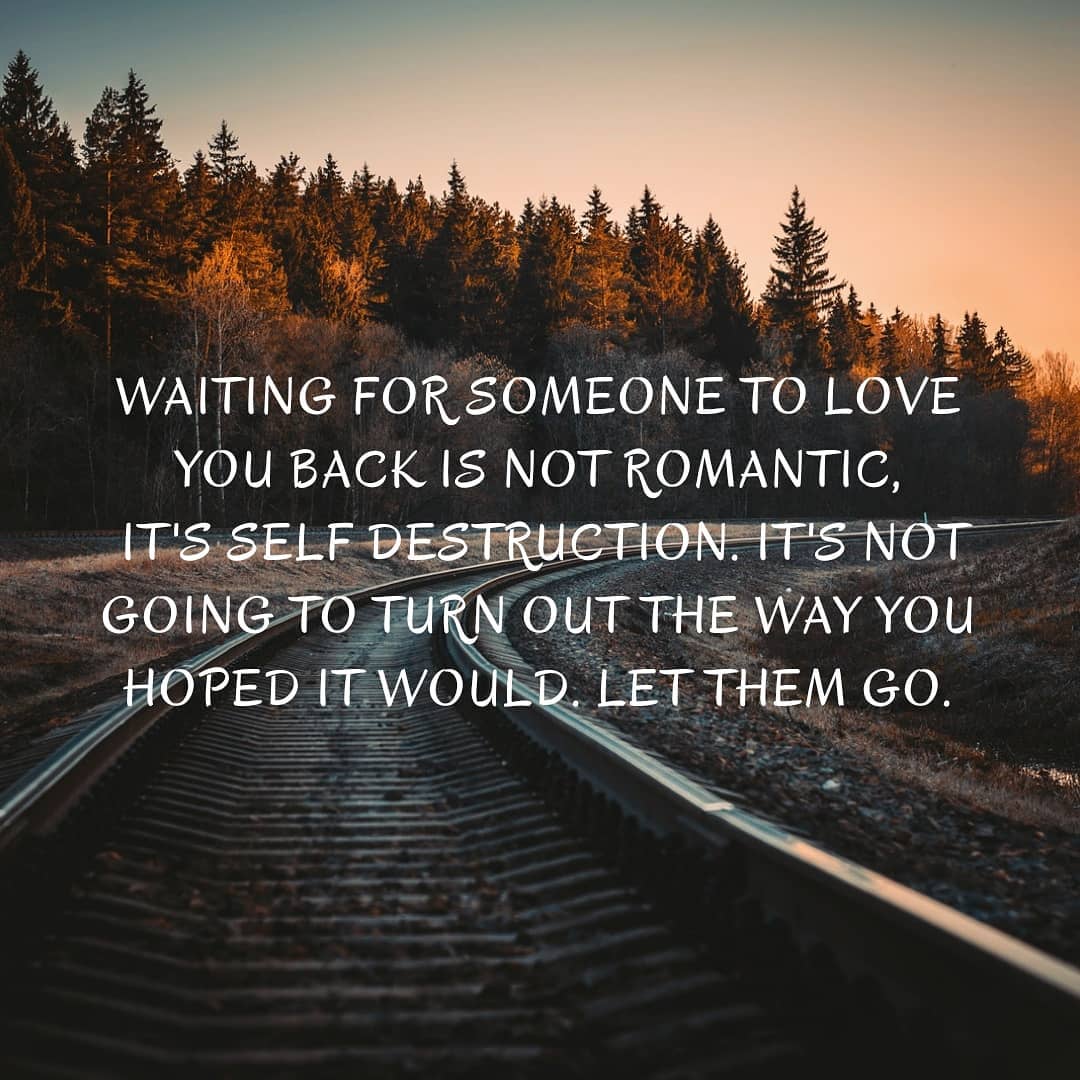 WAITING FOR SOMEONE TO LOVE
YOU BACK IS NOT ROMANTIC,
IT'S SELF DESTRUCTION. IT'S NOT
GOING TO TURN OUT THE WAY YOU
HOPED IT WOULD. LET THEM GO.